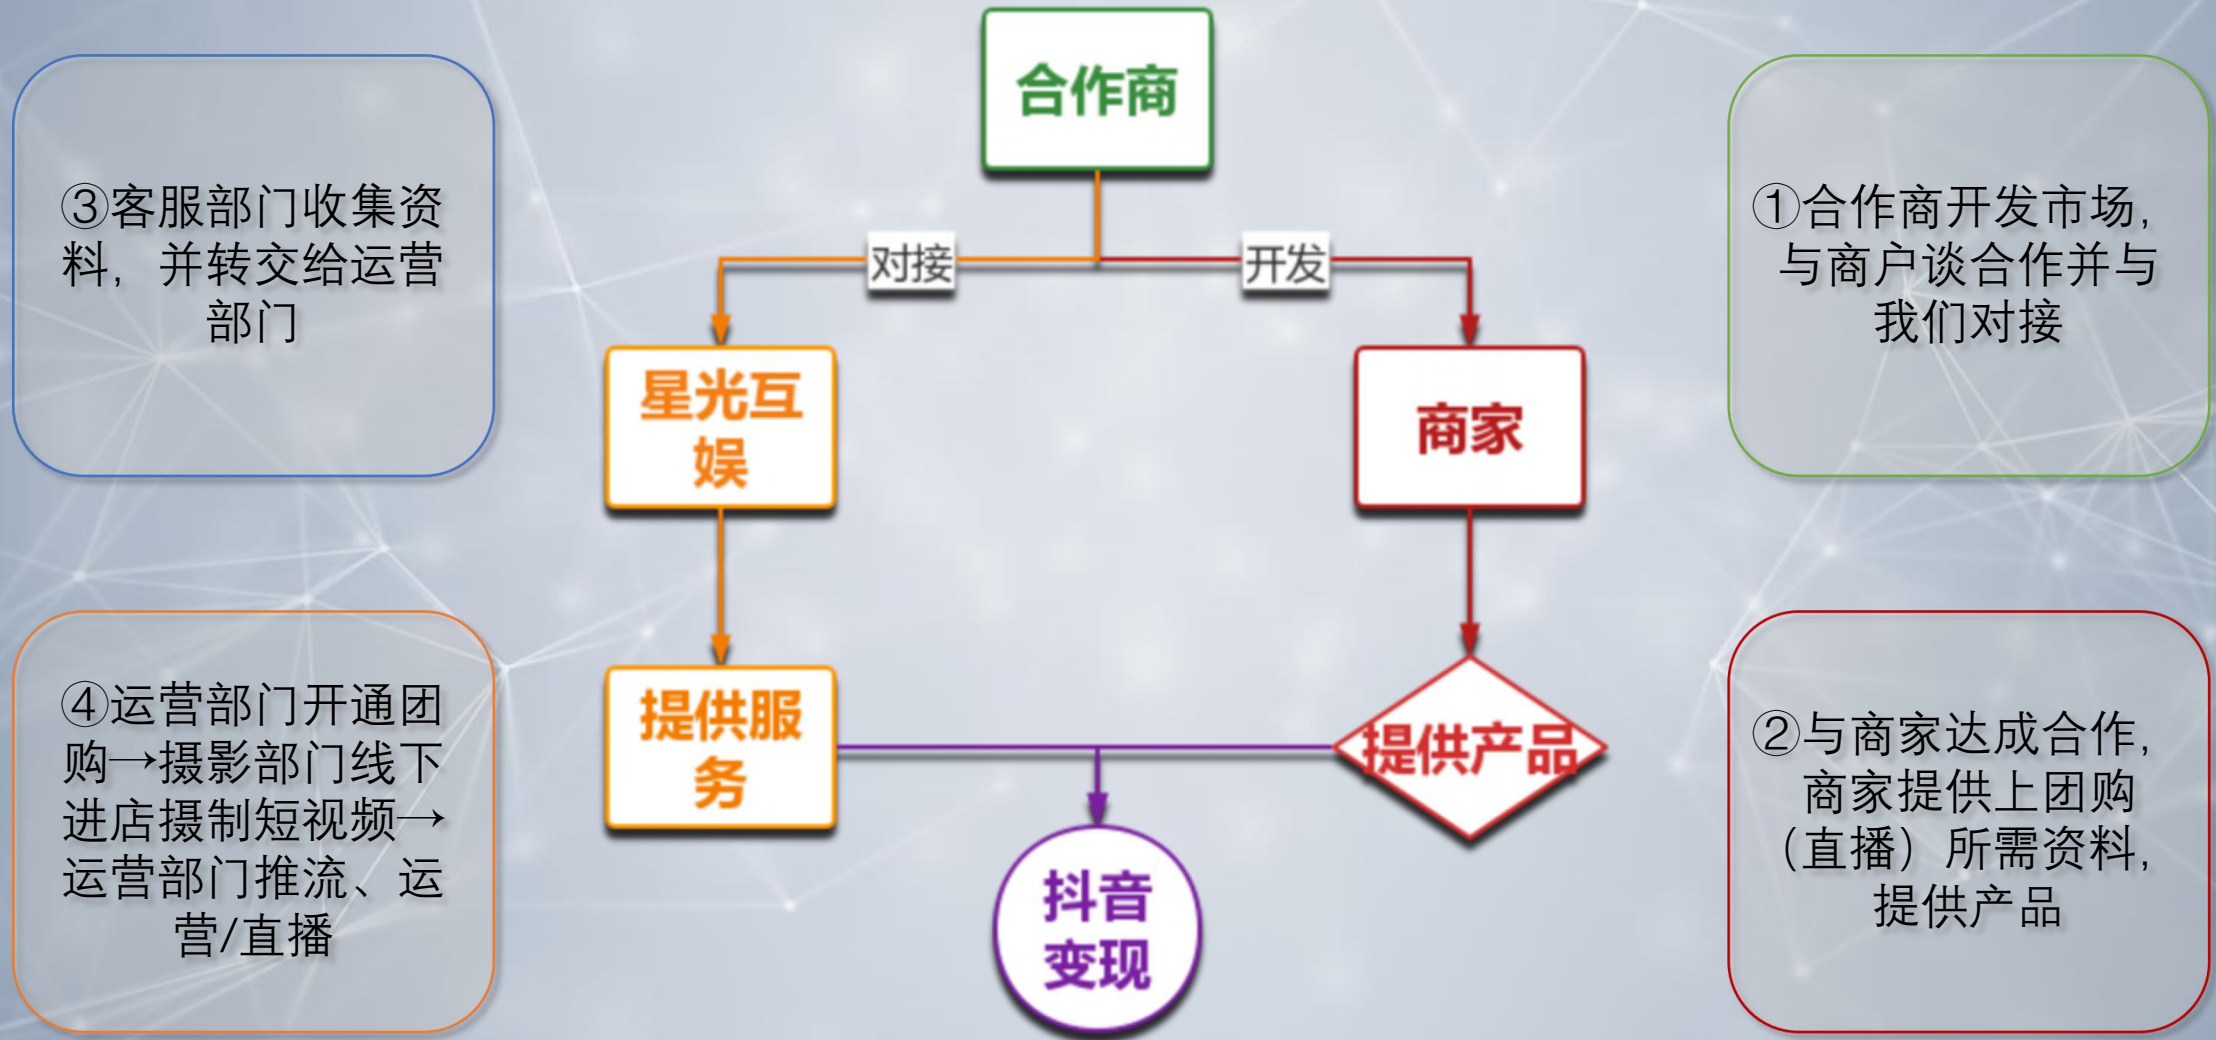 合作商
③客服部门收集资
料，并转交给运营
部门
①合作商开发市场，
与商户谈合作并与
我们对接
对接
开发
星光互
娱
商家
④运营部门开通团
购→摄影部门线下
进店摄制短视频→
运营部门推流、运
营/直播
提供服
务
提供产品
②与商家达成合作，
商家提供上团购
（直播）所需资料，
提供产品
抖音
变现